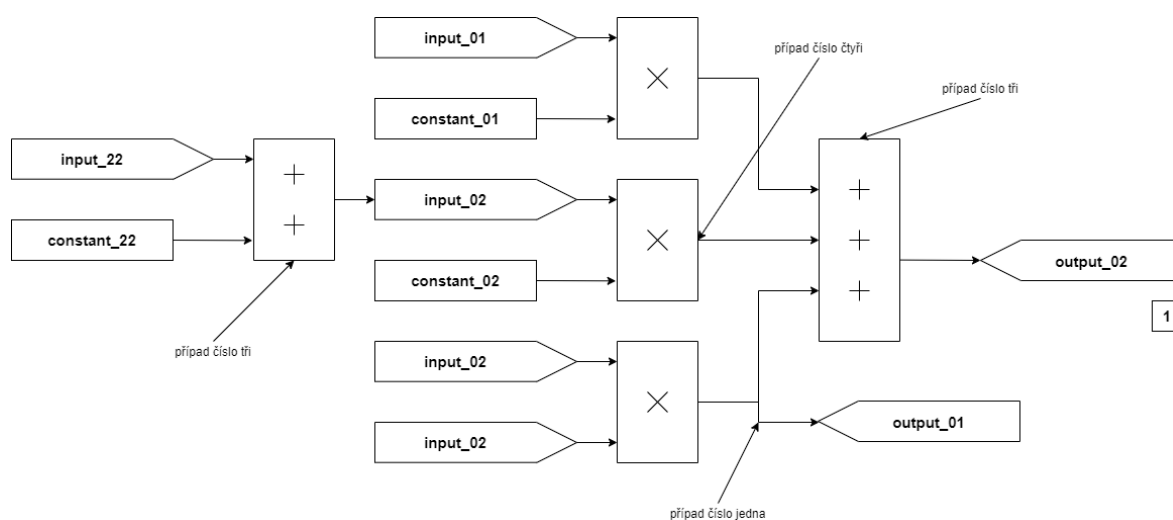 input_01
případ číslo čtyři
případ číslo tři
constant_01
input_22
input_02
constant_22
output_02
constant_02
1
případ číslo tři
input_02
output_01
input_02
případ číslo jedna